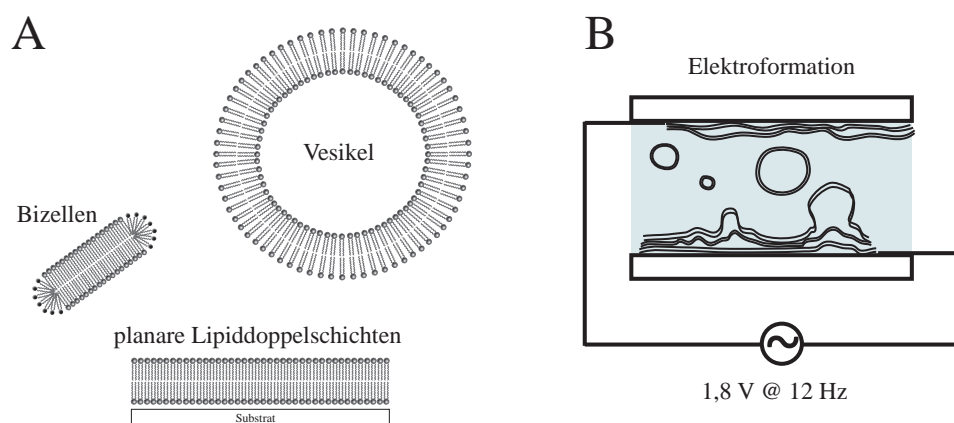 A
Vesikel
Bizellen
planare Lipiddoppelschichten
Substrat
B
Elektroformation
1,8 V @ 12 Hz